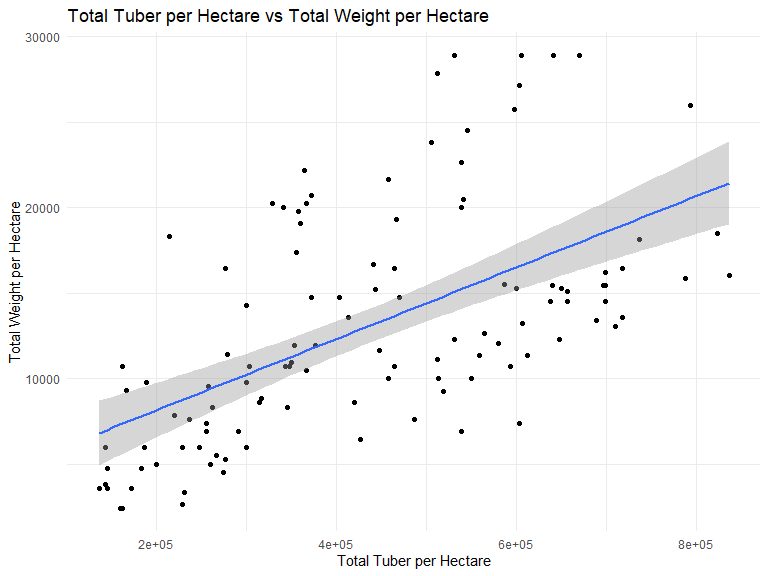 Total Tuber per Hectare vs Total Weight per Hectare
30000
20000
10000
Total Weight per Hectare
2e+05 4e+05 6e+05 8e+05
Total Tuber per Hectare